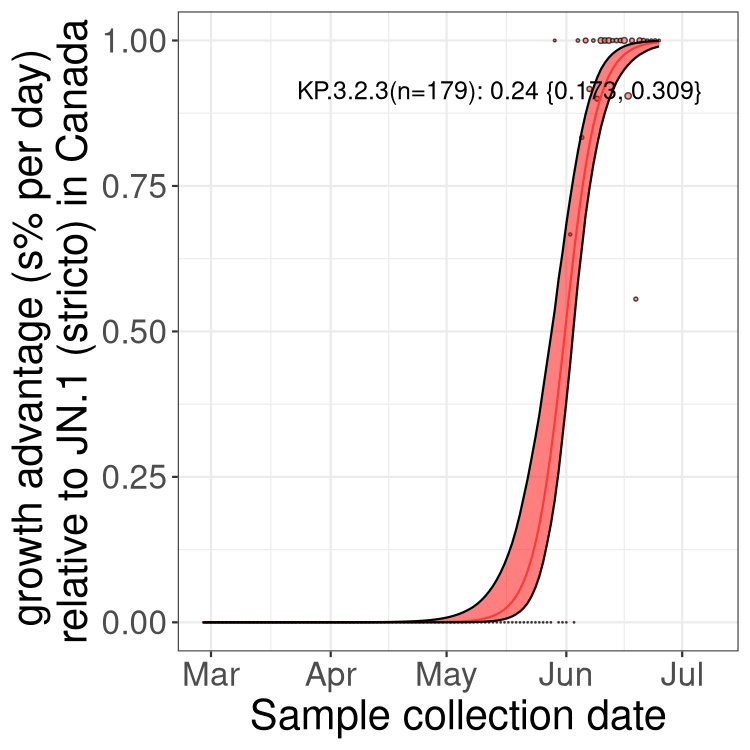 growth advantage (s% per day)
relative to JN.1 (stricto) in Canada
1.00
0.75
0.50
0.25
0.00
KP.3.2.3(n=179): 0.24 {0.173, 0.309}
Mar Apr May Jun Jul
Sample collection date